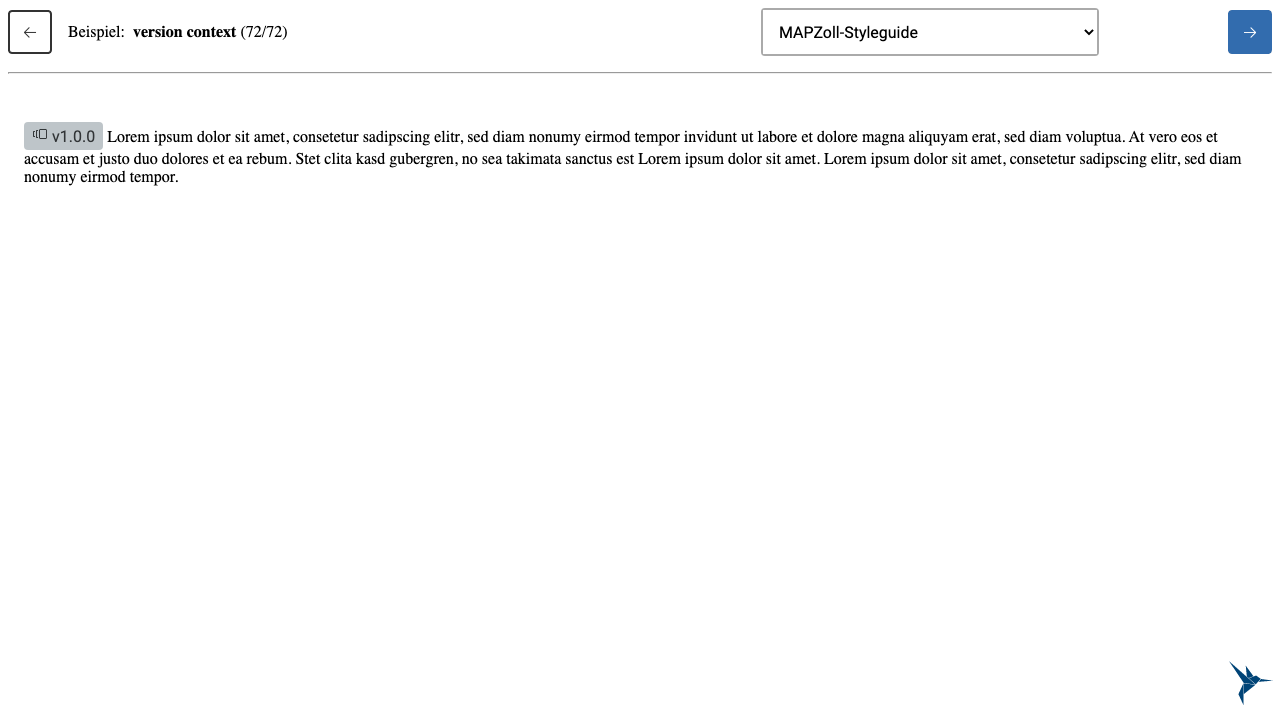 Beispiel: version context (72/72)
MAPZoll-Styleguide
v1.0.0 Lorem ipsum dolor sit amet, consetetur sadipscing elitr, sed diam nonumy eirmod tempor invidunt ut labore et dolore magna aliquyam erat, sed diam voluptua. At vero eos et
accusam et justo duo dolores et ea rebum. Stet clita kasd gubergren, no sea takimata sanctus est Lorem ipsum dolor sit amet. Lorem ipsum dolor sit amet, consetetur sadipscing elitr, sed diam
nonumy eirmod tempor.